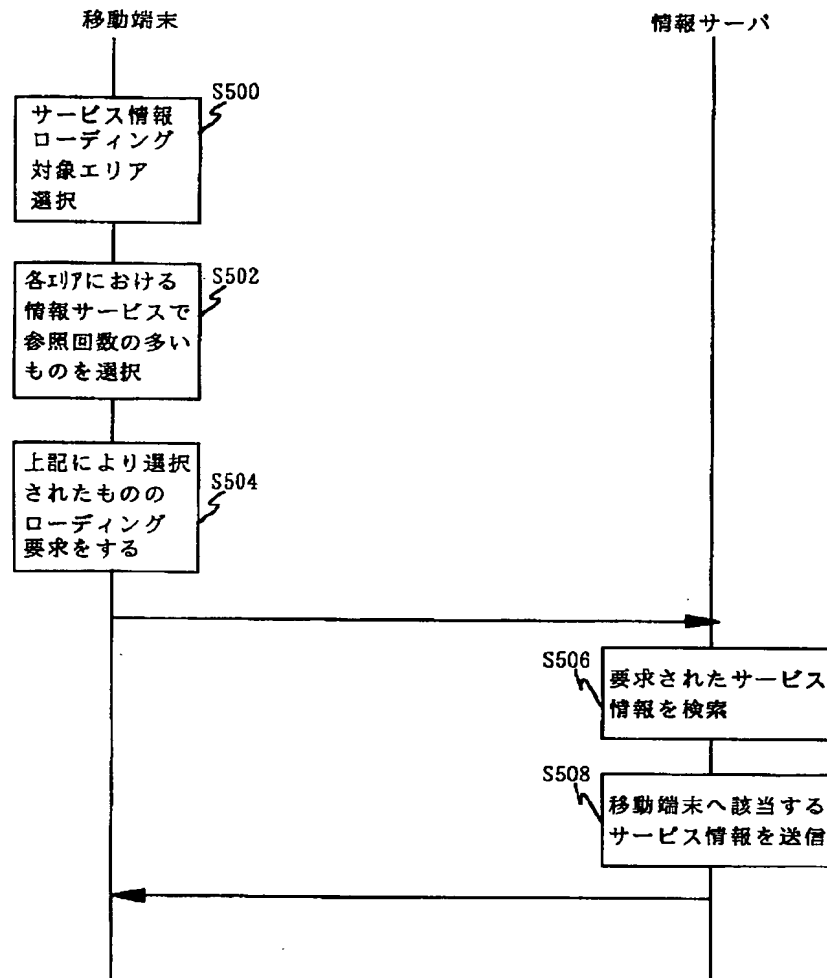 移動端末
情報サーバ
S500
サービス情報
ローディング
対象エリア
選択
S502
各エリアにおける
情報サービスで
参照回数の多い
ものを選択
S504
上記により選択
されたものの
ローディング
要求をする
S506
要求されたサービス
情報を検索
S508
移動端末へ該当する
サービス情報を送信